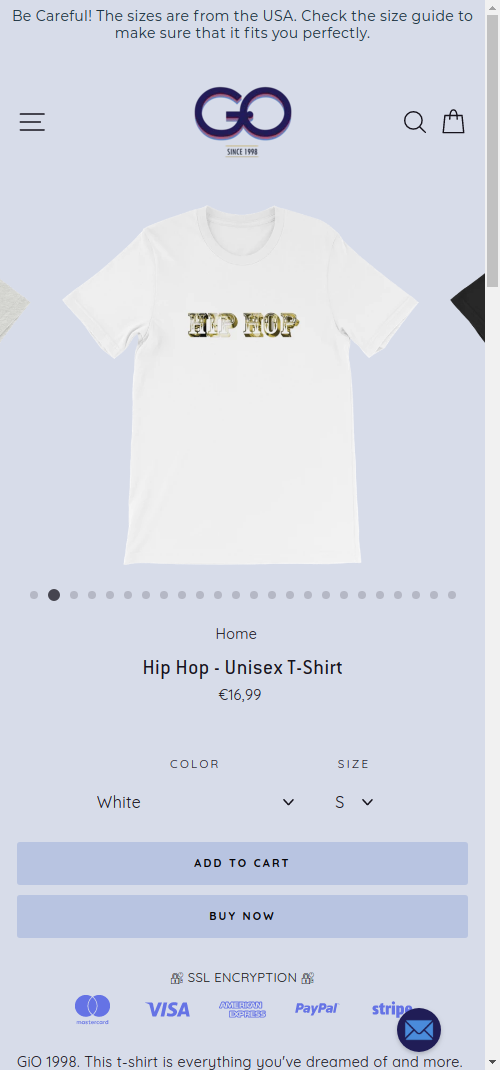 Be Careful! The sizes are from the USA. Check the size guide to
make sure that it fits you perfectly.
GO
SINCE 1998
HIP HOP
Home
Hip Hop - Unisex T-Shirt
€16,99
COLOR
SIZE
White
S
ADD TO CART
BUY NOW
SSL ENCRYPTION
mastercard
VISA
AMERICAN
EXPRESS
PayPal
stripe
GiO 1998. This t-shirt is everything you've dreamed of and more.